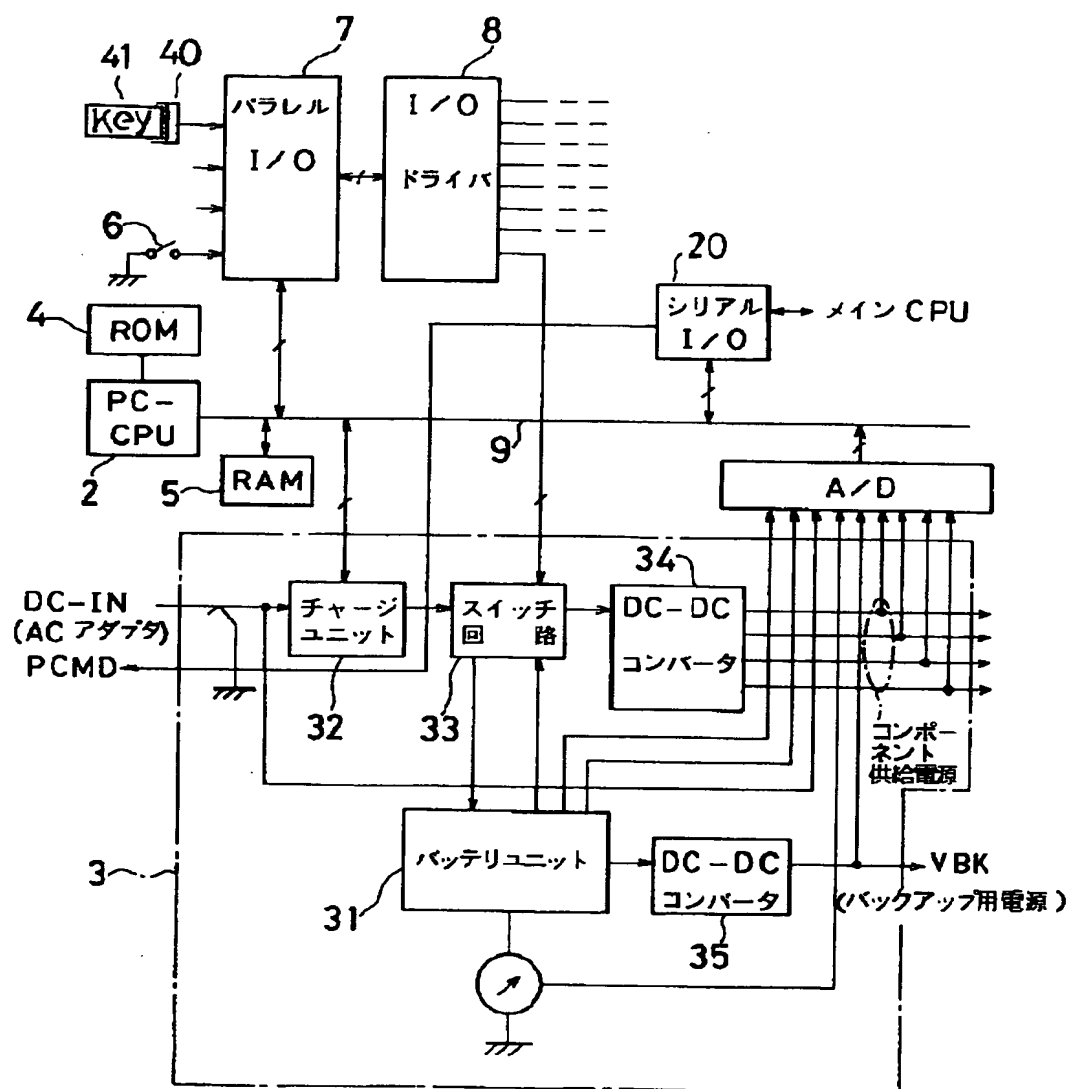 7
8
41 40
Key
パラレル
I/O
I/O
ドライバ
6
20
シリアル
I/O
メイン CPU
4
ROM
PC-
CPU
2
5
RAM
9
A/D
34
DC-IN
(ACアダプタ)
PCMD
チャージ
ユニット
32
スイッチ
回路
33
DC-DC
コンバータ
コンポー
ネント
供給電源
3
バッテリユニット
31
DC-DC
コンバータ
35
VBK
(バックアップ用電源)